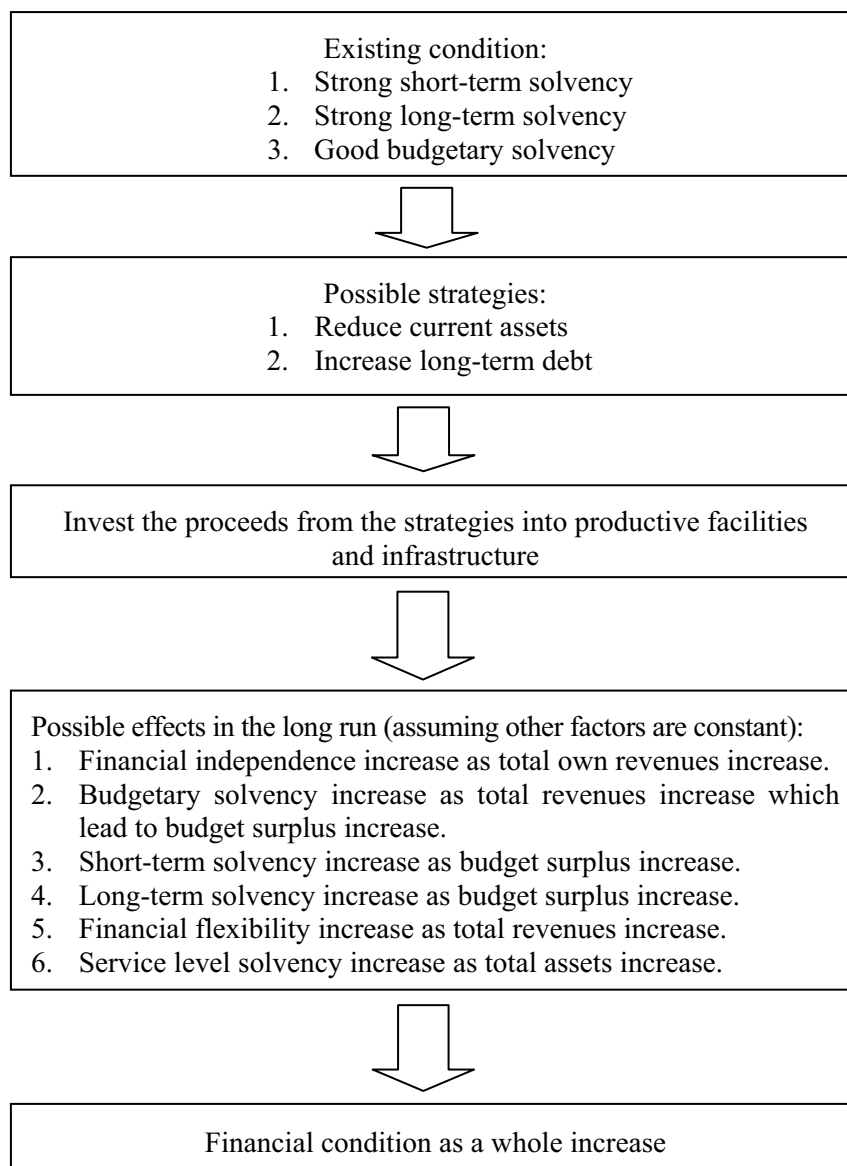 Existing condition:
1. Strong short-term solvency
2. Strong long-term solvency
3. Good budgetary solvency
Possible strategies:
1. Reduce current assets
2. Increase long-term debt
Invest the proceeds from the strategies into productive facilities
and infrastructure
Possible effects in the long run (assuming other factors are constant):
1. Financial independence increase as total own revenues increase.
2. Budgetary solvency increase as total revenues increase which
lead to budget surplus increase.
3. Short-term solvency increase as budget surplus increase.
4. Long-term solvency increase as budget surplus increase.
5. Financial flexibility increase as total revenues increase.
6. Service level solvency increase as total assets increase.
Financial condition as a whole increase